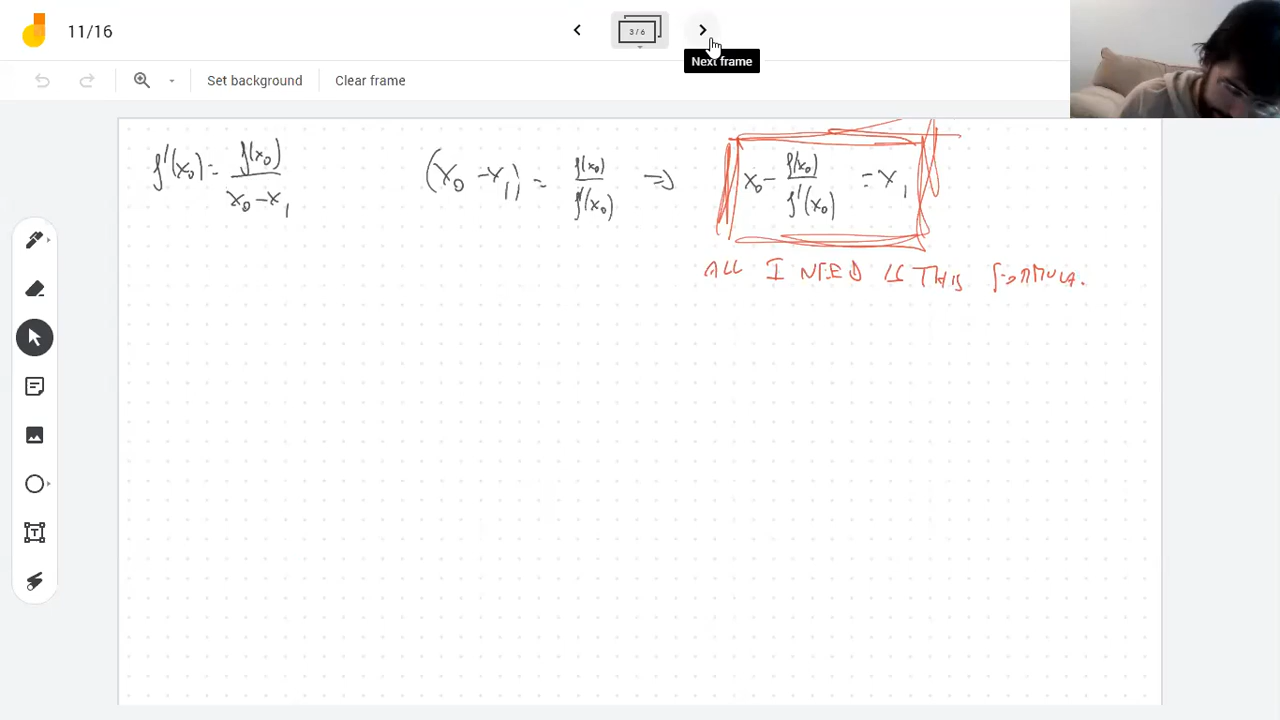 11/16
3 / 6
Next frame
Set background
Clear frame
f'(x₀) = f(x₀) / (x₀ - x₁)
(x₀ - x₁) = f(x₀) / f'(x₀) ⇒ x₀ - f(x₀) / f'(x₀) = x₁
ALL I NEED IS THIS FORMULA.